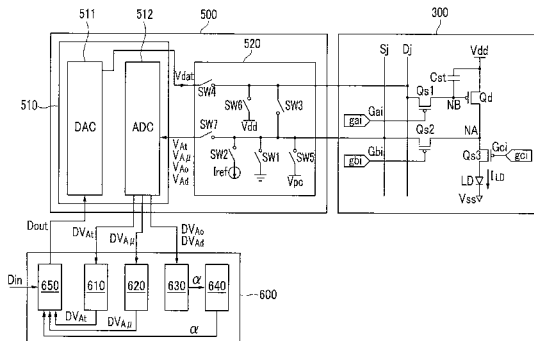 511
512
500
300
520
Sj
Dj
Vdd
Vdat
SW4
Cst
Qs1
NB
Qd
510
SW6
SW3
gai
Gai
DAC
ADC
Vdd
SW7
Qs2
NA
VAt
VAμ
VAo
VAd
SW2
SW1
SW5
gbi
Gbi
Qs3
Gci
gci
Iref
Vpc
LD
ILD
Vss
Dout
DVAt
DVAμ
DVAo
DVAd
Din
650
610
620
630
α
640
600
DVAt
DVAμ
α